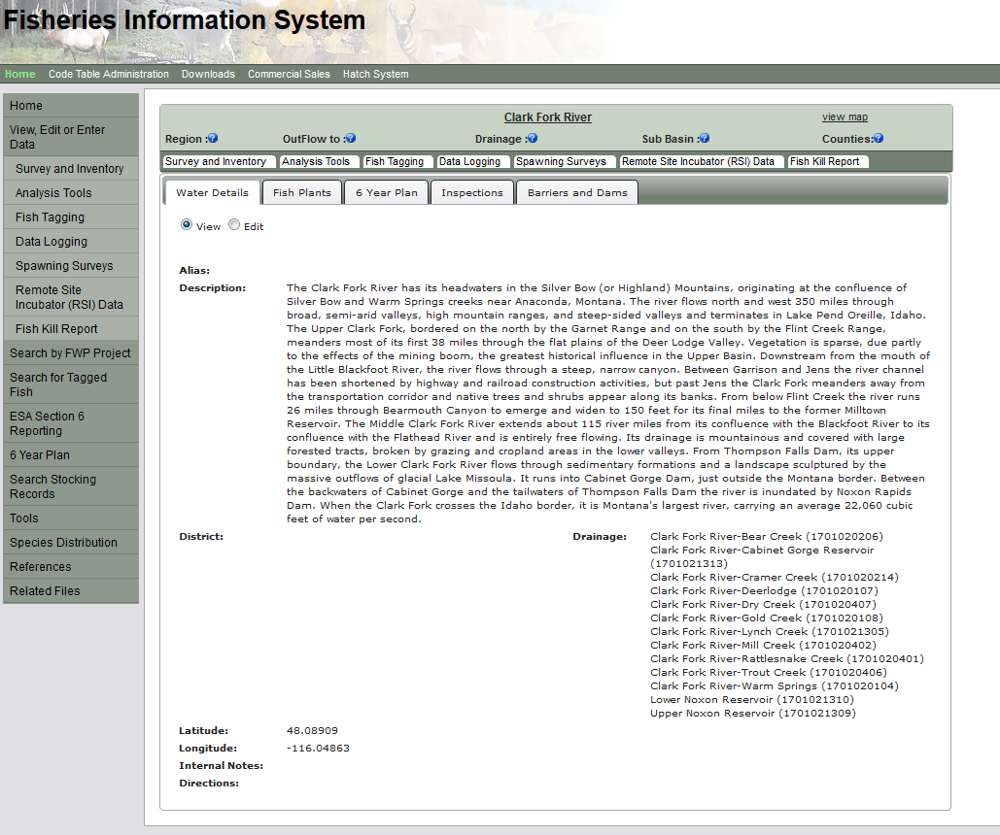 Fisheries Information System
Home Code Table Administration Downloads Commercial Sales Hatch System
Home
View, Edit or Enter
Data
Survey and Inventory
Analysis Tools
Fish Tagging
Data Logging
Spawning Surveys
Remote Site
Incubator (RSI) Data
Fish Kill Report
Search by FWP Project
Search for Tagged
Fish
ESA Section 6
Reporting
6 Year Plan
Search Stocking
Records
Tools
Species Distribution
References
Related Files
Clark Fork River view map
Region :? OutFlow to :? Drainage :? Sub Basin :? Counties:?
Survey and Inventory Analysis Tools Fish Tagging Data Logging Spawning Surveys Remote Site Incubator (RSI) Data Fish Kill Report
Water Details Fish Plants 6 Year Plan Inspections Barriers and Dams
View Edit
Alias:
Description: The Clark Fork River has its headwaters in the Silver Bow (or Highland) Mountains, originating at the confluence of
Silver Bow and Warm Springs creeks near Anaconda, Montana. The river flows north and west 350 miles through
broad, semi-arid valleys, high mountain ranges, and steep-sided valleys and terminates in Lake Pend Oreille, Idaho.
The Upper Clark Fork, bordered on the north by the Garnet Range and on the south by the Flint Creek Range,
meanders most of its first 38 miles through the flat plains of the Deer Lodge Valley. Vegetation is sparse, due partly
to the effects of the mining boom, the greatest historical influence in the Upper Basin. Downstream from the mouth of
the Little Blackfoot River, the river flows through a steep, narrow canyon. Between Garrison and Jens the river channel
has been shortened by highway and railroad construction activities, but past Jens the Clark Fork meanders away from
the transportation corridor and native trees and shrubs appear along its banks. From below Flint Creek the river runs
26 miles through Bearmouth Canyon to emerge and widen to 150 feet for its final miles to the former Milltown
Reservoir. The Middle Clark Fork River extends about 115 river miles from its confluence with the Blackfoot River to its
confluence with the Flathead River and is entirely free flowing. Its drainage is mountainous and covered with large
forested tracts, broken by grazing and cropland areas in the lower valleys. From Thompson Falls Dam, its upper
boundary, the Lower Clark Fork River flows through sedimentary formations and a landscape sculptured by the
massive outflows of glacial Lake Missoula. It runs into Cabinet Gorge Dam, just outside the Montana border. Between
the backwaters of Cabinet Gorge and the tailwaters of Thompson Falls Dam the river is inundated by Noxon Rapids
Dam. When the Clark Fork crosses the Idaho border, it is Montana's largest river, carrying an average 22,060 cubic
feet of water per second.
District: Drainage: Clark Fork River-Bear Creek (1701020206)
Clark Fork River-Cabinet Gorge Reservoir
(1701021313)
Clark Fork River-Cramer Creek (1701020214)
Clark Fork River-Deerlodge (1701020107)
Clark Fork River-Dry Creek (1701020407)
Clark Fork River-Gold Creek (1701020108)
Clark Fork River-Lynch Creek (1701021305)
Clark Fork River-Mill Creek (1701020402)
Clark Fork River-Rattlesnake Creek (1701020401)
Clark Fork River-Trout Creek (1701020406)
Clark Fork River-Warm Springs (1701020104)
Lower Noxon Reservoir (1701021310)
Upper Noxon Reservoir (1701021309)
Latitude: 48.08909
Longitude: -116.04863
Internal Notes:
Directions: